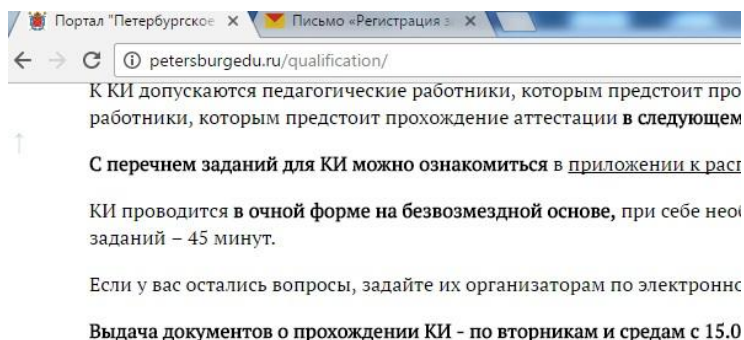 Портал "Петербургское
Письмо «Регистрация з
petersburgedu.ru/qualification/
К КИ допускаются педагогические работники, которым предстоит про
работники, которым предстоит прохождение аттестации в следующем
С перечнем заданий для КИ можно ознакомиться в приложении к расп
КИ проводится в очной форме на безвозмездной основе, при себе необ
заданий – 45 минут.
Если у вас остались вопросы, задайте их организаторам по электронно
Выдача документов о прохождении КИ - по вторникам и средам с 15.0